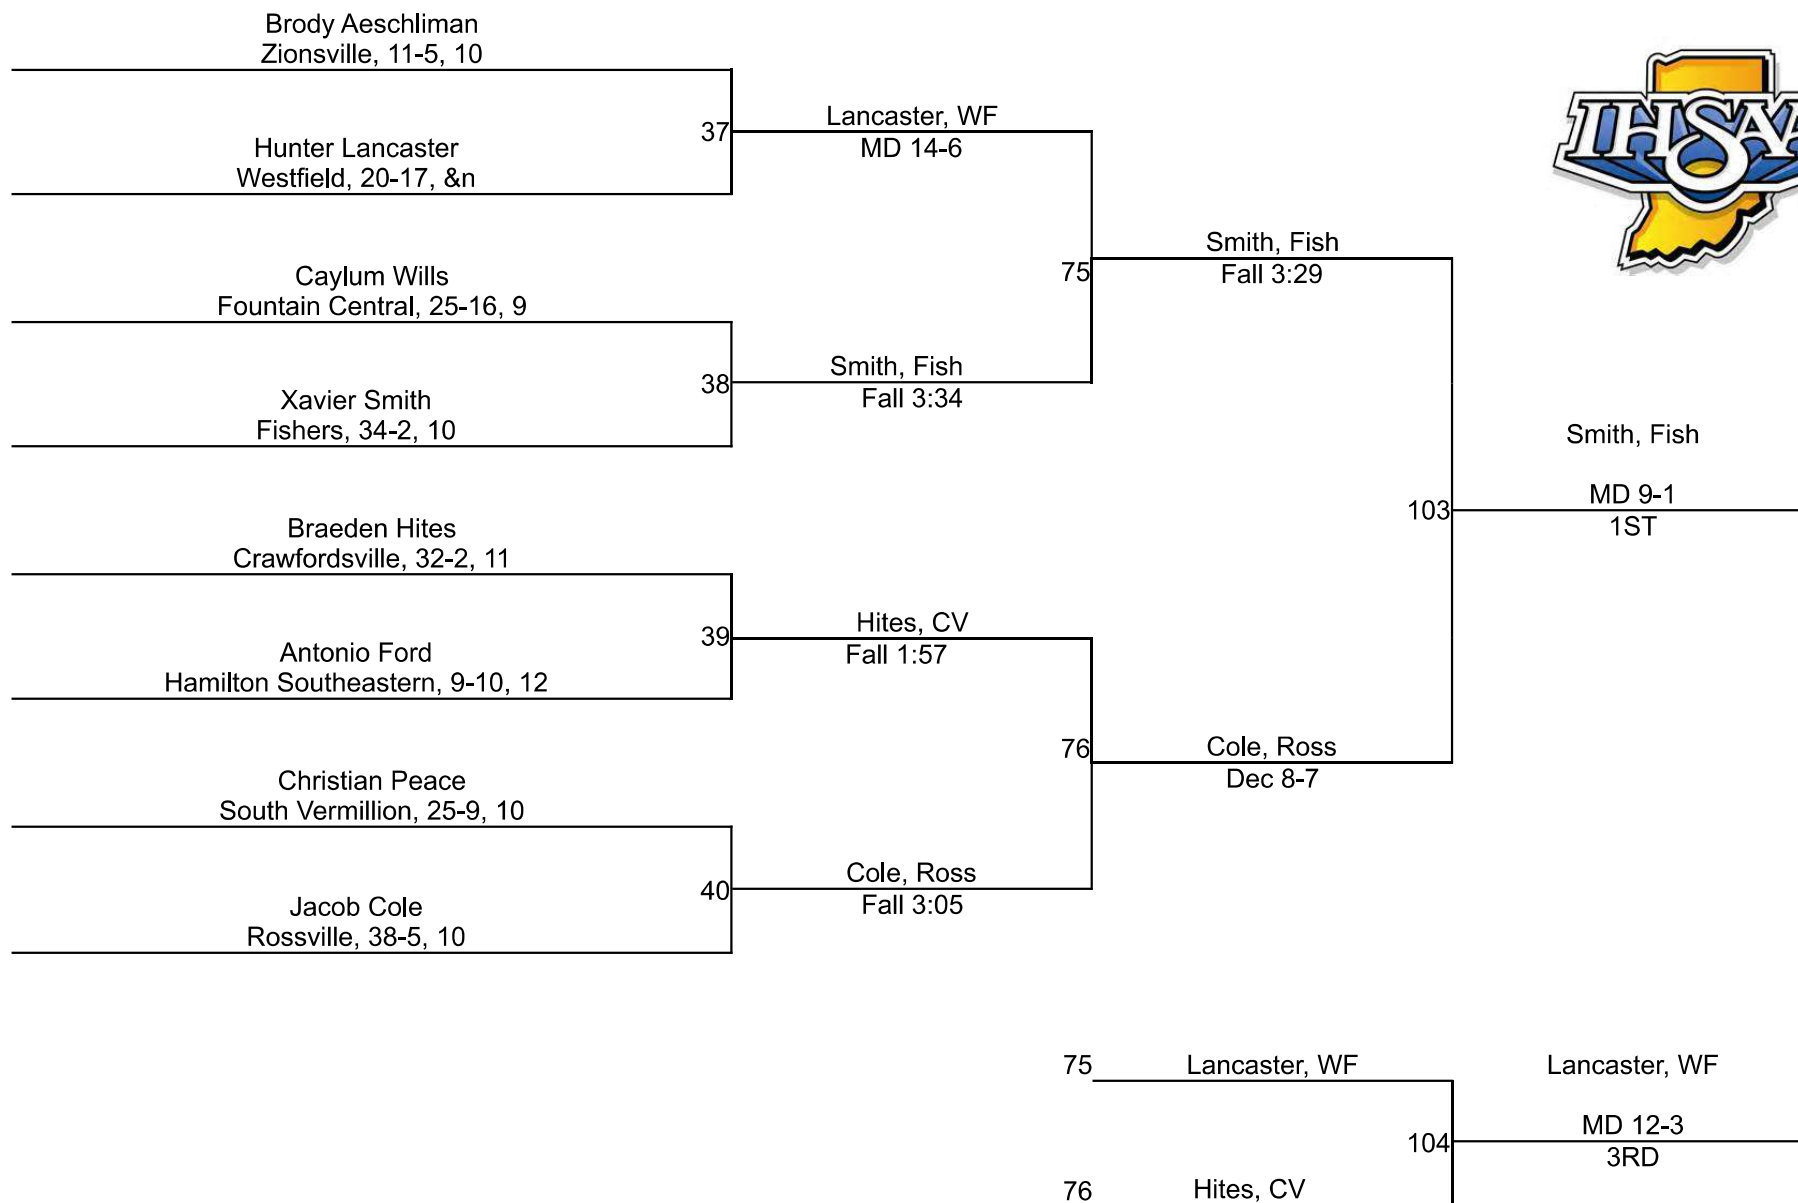 Brody Aeschliman
Zionsville, 11-5, 10
37
Lancaster, WF
MD 14-6
Hunter Lancaster
Westfield, 20-17, &n
IHSAA
Smith, Fish
75
Fall 3:29
Caylum Wills
Fountain Central, 25-16, 9
38
Smith, Fish
Fall 3:34
Xavier Smith
Fishers, 34-2, 10
Smith, Fish
103
MD 9-1
1ST
Braeden Hites
Crawfordsville, 32-2, 11
39
Hites, CV
Fall 1:57
Antonio Ford
Hamilton Southeastern, 9-10, 12
76
Cole, Ross
Dec 8-7
Christian Peace
South Vermillion, 25-9, 10
40
Cole, Ross
Fall 3:05
Jacob Cole
Rossville, 38-5, 10
75
Lancaster, WF
Lancaster, WF
104
MD 12-3
3RD
76
Hites, CV